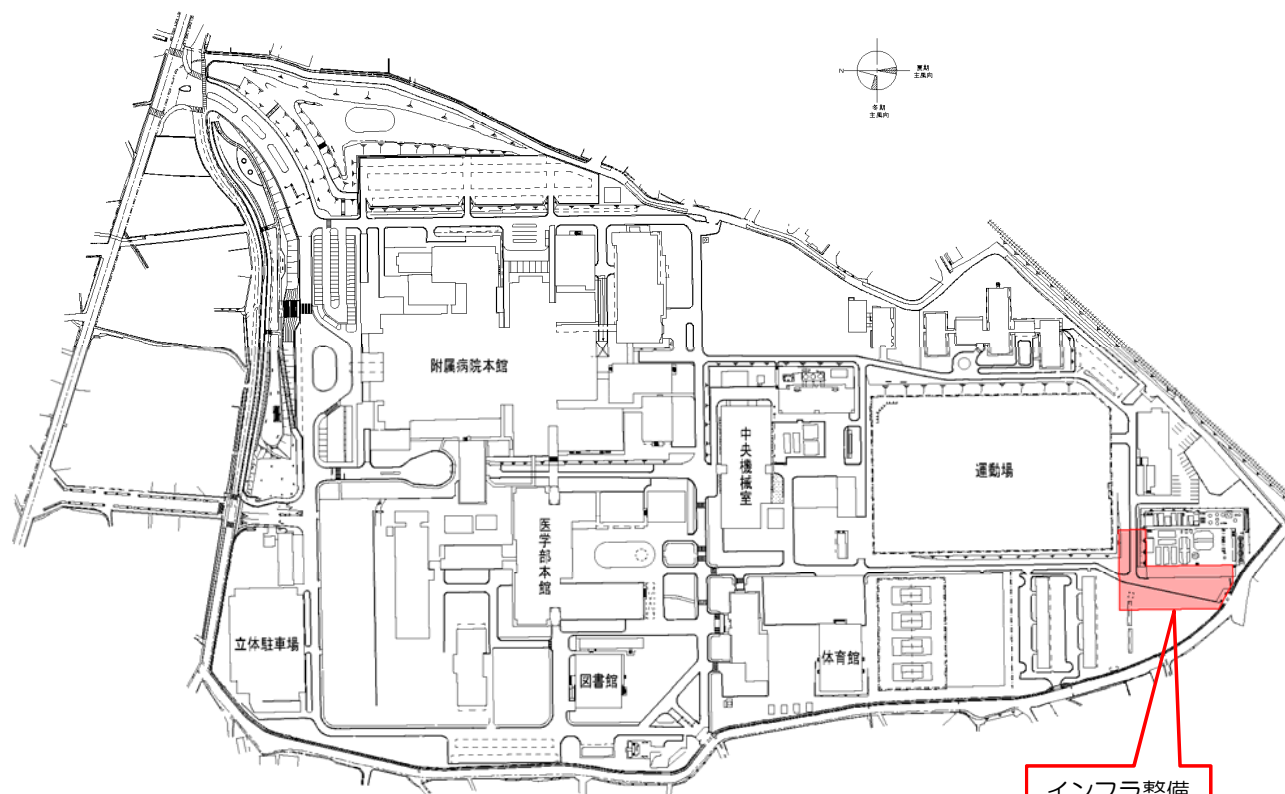 N
夏期
主風向
冬期
主風向
附属病院本館
中央機械室
運動場
医学部本館
立体駐車場
図書館
体育館
インフラ整備